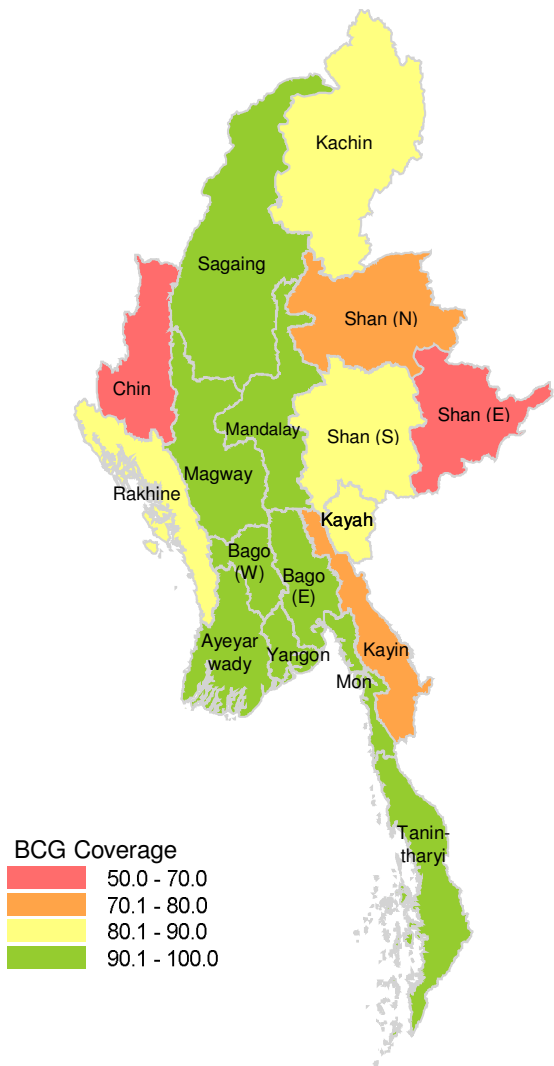 Kachin
Sagaing
Shan (N)
Chin
Shan (E)
Mandalay
Shan (S)
Magway
Rakhine
Kayah
Bago
(W)
Bago
(E)
Ayeyar
wady
Yangon
Kayin
Mon
Tanin-
tharyi
BCG Coverage
50.0 - 70.0
70.1 - 80.0
80.1 - 90.0
90.1 - 100.0